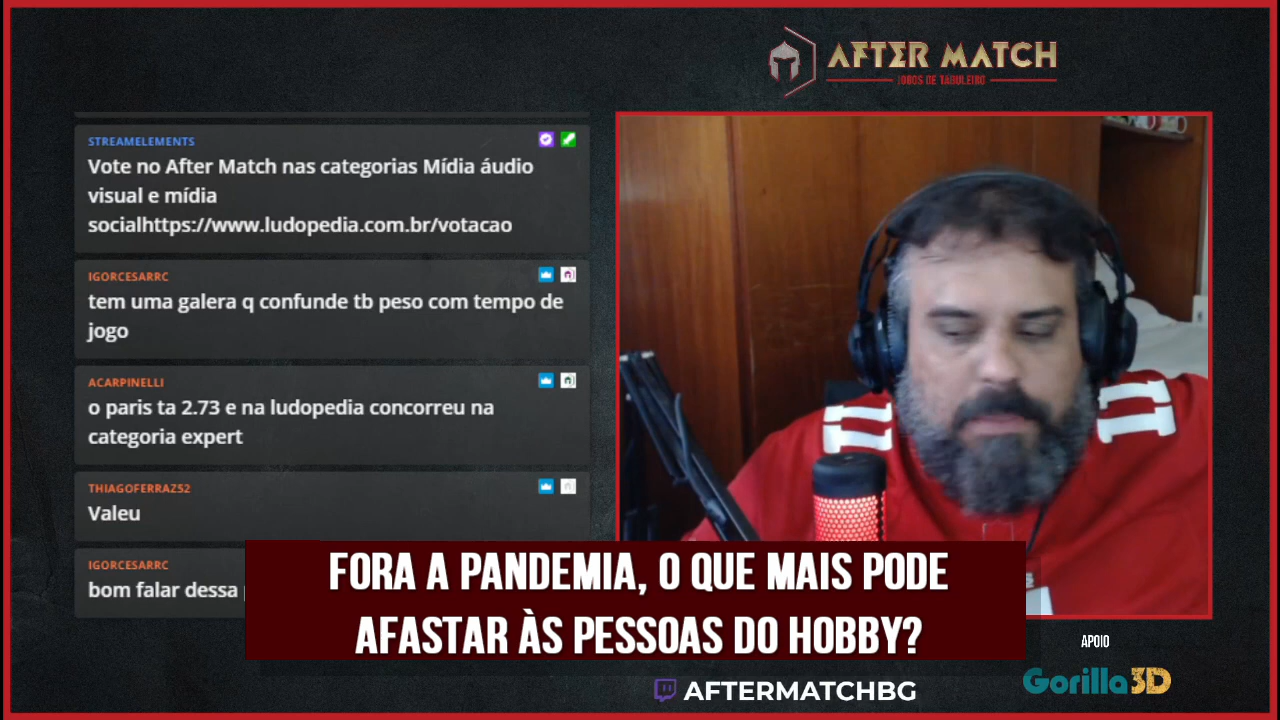 AFTER MATCH
JOGOS DE TABULEIRO
STREAMELEMENTS
Vote no After Match nas categorias Mídia áudio
visual e mídia
socialhttps://www.ludopedia.com.br/votacao
IGORCESARRC
tem uma galera q confunde tb peso com tempo de
jogo
ACARPINELLI
o paris ta 2.73 e na ludopedia concorreu na
categoria expert
THIAGOFERRAZ52
Valeu
IGORCESARRC
bom falar dessa
11
11
FORA A PANDEMIA, O QUE MAIS PODE
AFASTAR ÀS PESSOAS DO HOBBY?
APOIO
Gorilla3D
AFTERMATCHBG